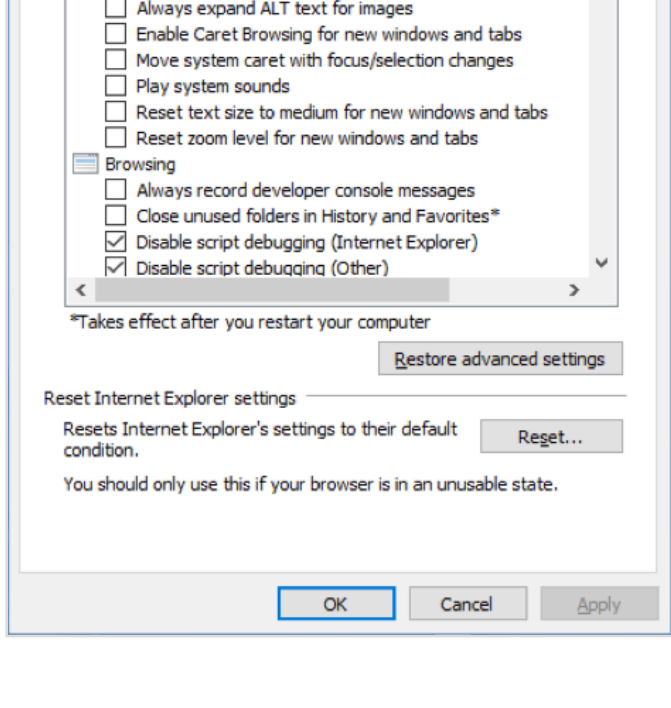 Always expand ALT text for images
Enable Caret Browsing for new windows and tabs
Move system caret with focus/selection changes
Play system sounds
Reset text size to medium for new windows and tabs
Reset zoom level for new windows and tabs
Browsing
Always record developer console messages
Close unused folders in History and Favorites*
Disable script debugging (Internet Explorer)
Disable script debugging (Other)
*Takes effect after you restart your computer
Restore advanced settings
Reset Internet Explorer settings
Resets Internet Explorer's settings to their default
condition.
Reset...
You should only use this if your browser is in an unusable state.
OK Cancel Apply